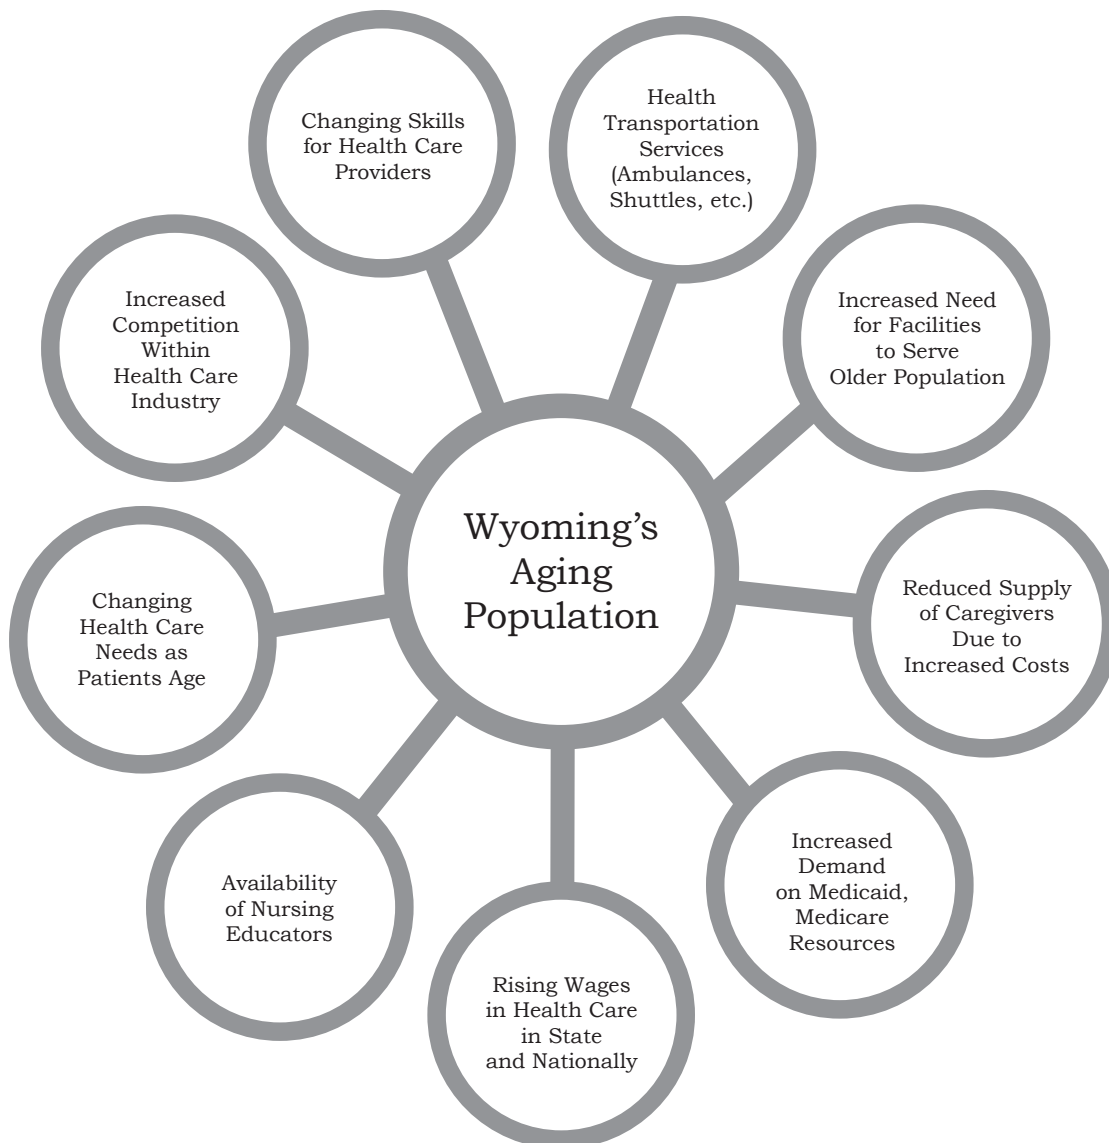 Wyoming’s
Aging
Population
Health
Transportation
Services
(Ambulances,
Shuttles, etc.)
Increased Need
for Facilities
to Serve
Older Population
Reduced Supply
of Caregivers
Due to
Increased Costs
Increased
Demand
on Medicaid,
Medicare
Resources
Rising Wages
in Health Care
in State
and Nationally
Availability
of Nursing
Educators
Changing
Health Care
Needs as
Patients Age
Increased
Competition
Within
Health Care
Industry
Changing Skills
for Health Care
Providers